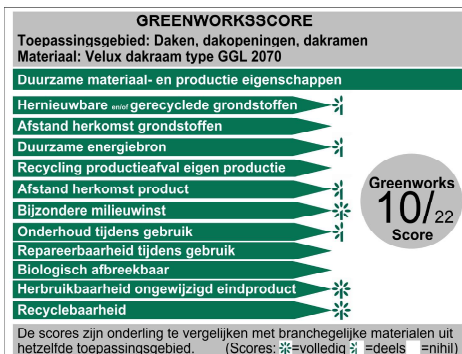 GREENWORKSSCORE
Toepassingsgebied: Daken, dakopeningen, dakramen
Materiaal: Velux dakraam type GGL 2070
Duurzame materiaal- en productie eigenschappen
Hernieuwbare en/of gerecyclede grondstoffen
Afstand herkomst grondstoffen
Duurzame energiebron
Recycling productieafval eigen productie
Afstand herkomst product
Bijzondere milieuwinst
Onderhoud tijdens gebruik
Repareerbaarheid tijdens gebruik
Biologisch afbreekbaar
Herbruikbaarheid ongewijzigd eindproduct
Recyclebaarheid
Greenworks
10/22
Score
De scores zijn onderling te vergelijken met branchegelijke materialen uit
hetzelfde toepassingsgebied. (Scores: =volledig =deels =nihil)